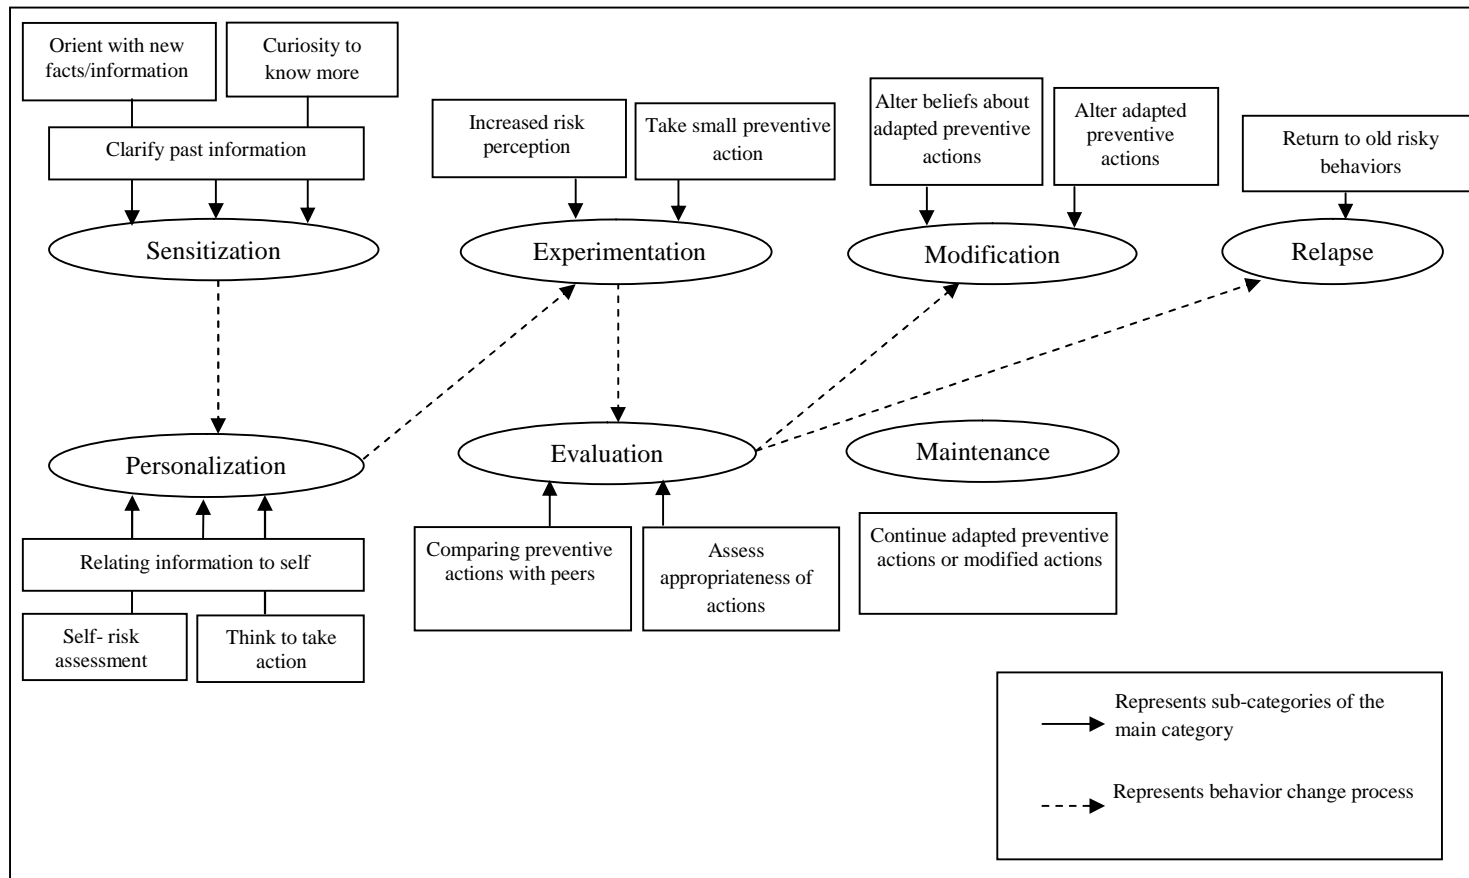 Orient with new
facts/information
Curiosity to
know more
Clarify past information
Sensitization
Personalization
Relating information to self
Self- risk
assessment
Think to take
action
Increased risk
perception
Take small preventive
action
Experimentation
Evaluation
Comparing preventive
actions with peers
Assess
appropriateness of
actions
Alter beliefs about
adapted preventive
actions
Alter adapted
preventive
actions
Modification
Maintenance
Continue adapted preventive
actions or modified actions
Return to old risky
behaviors
Relapse
Represents sub-categories of the
main category
Represents behavior change process